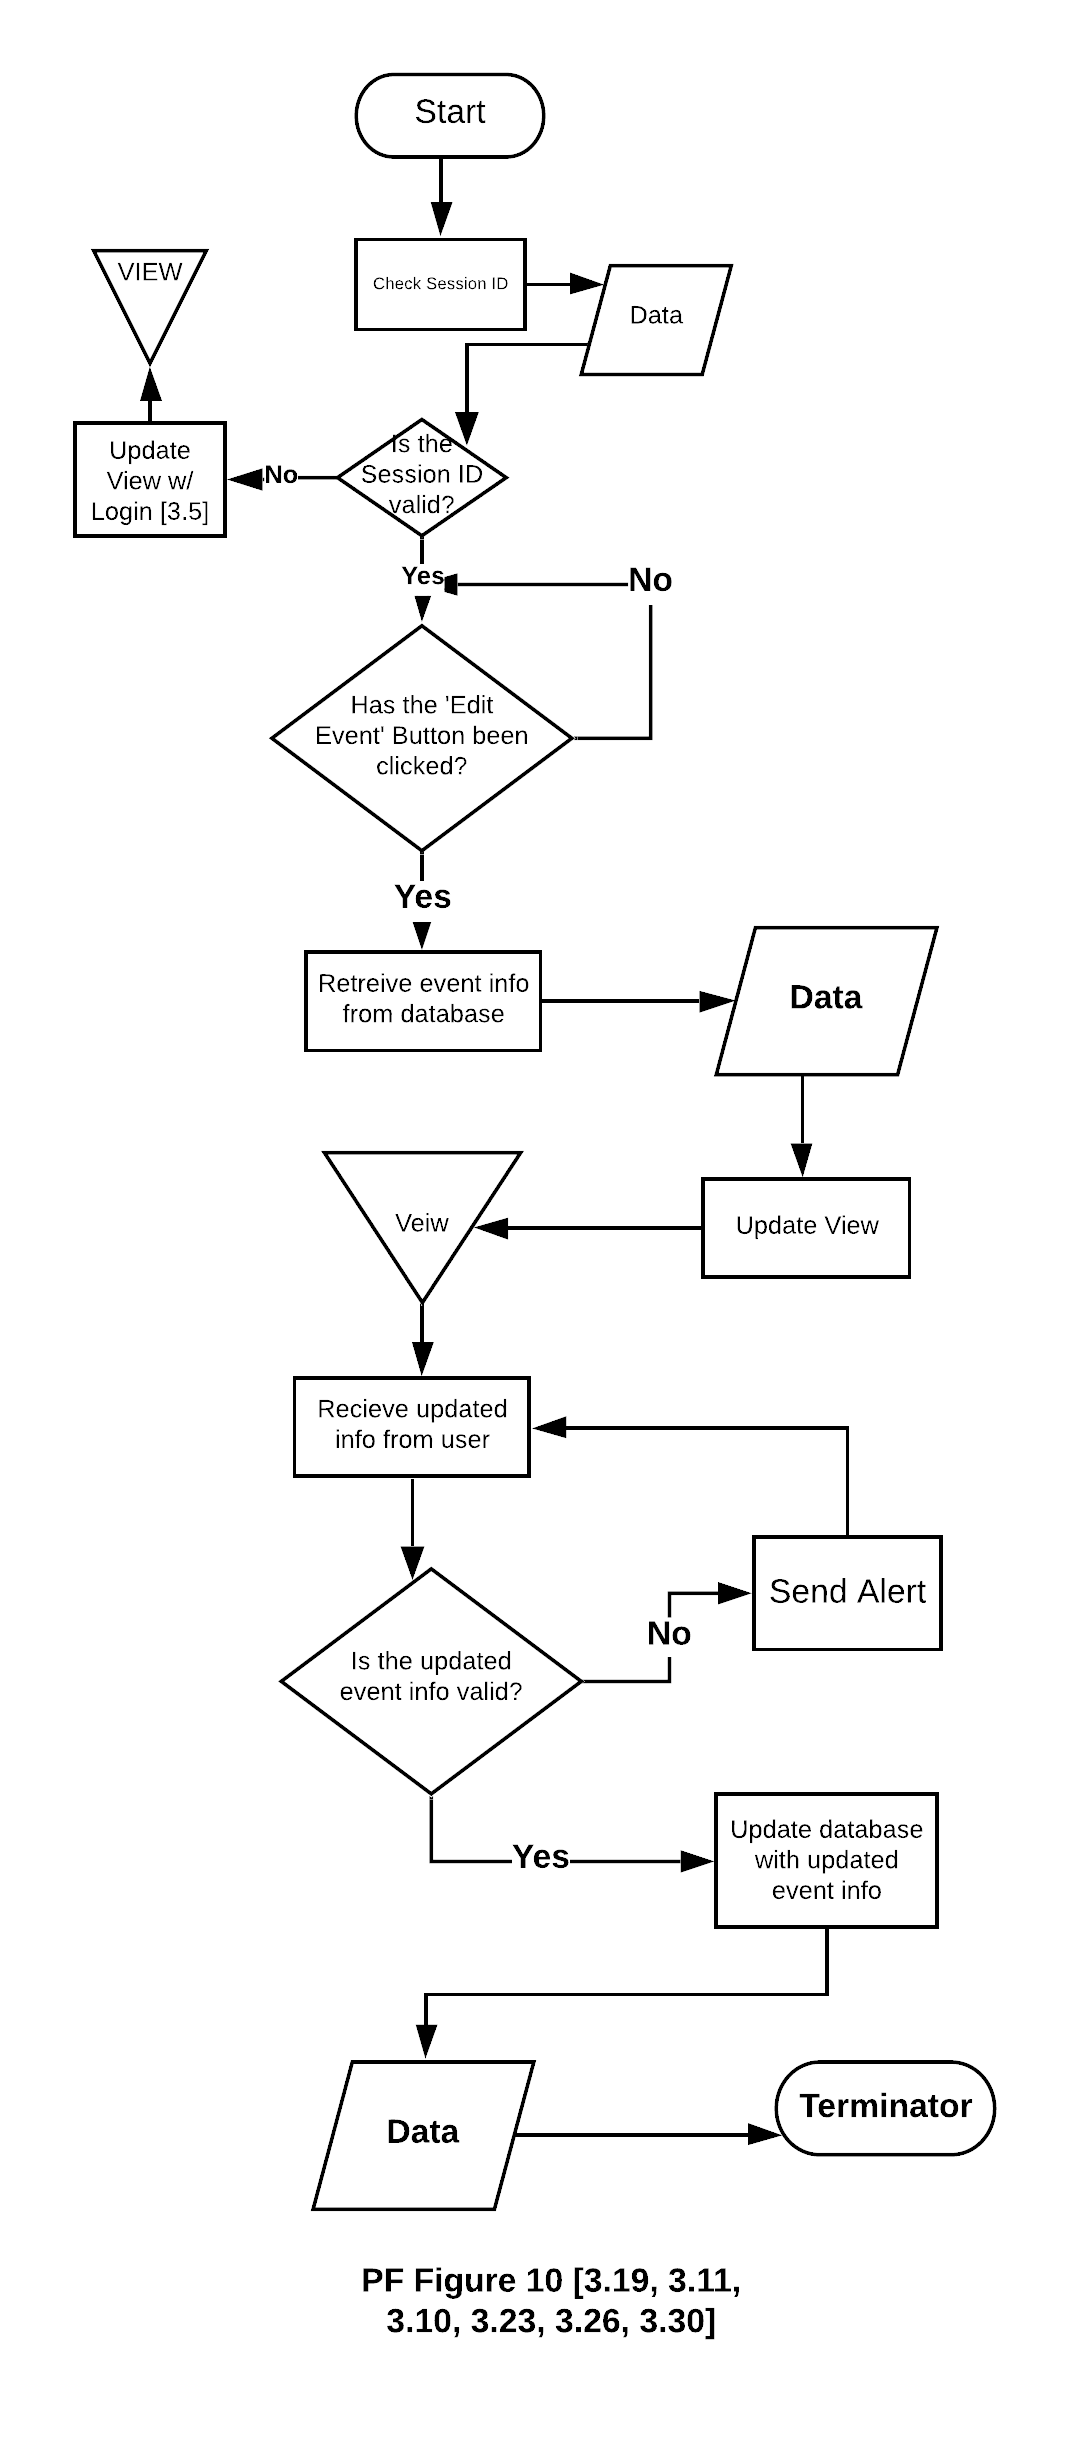 Start
Check Session ID
Data
VIEW
Update
View w/
Login [3.5]
No
Is the
Session ID
valid?
Yes
No
Has the 'Edit
Event' Button been
clicked?
Yes
Retreive event info
from database
Data
Veiw
Update View
Recieve updated
info from user
Send Alert
No
Is the updated
event info valid?
Yes
Update database
with updated
event info
Data
Terminator
PF Figure 10 [3.19, 3.11,
3.10, 3.23, 3.26, 3.30]